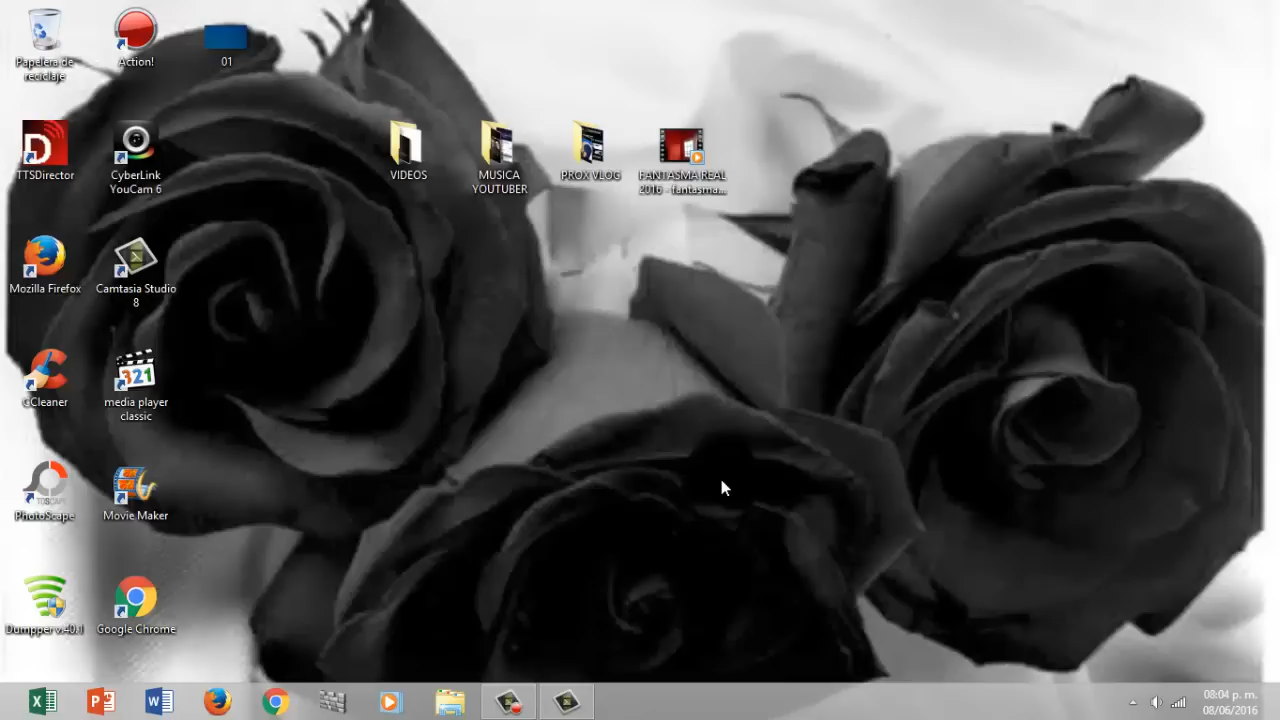 Papelera de
reciclaje
Action!
01
TTSDirector
CyberLink
YouCam 6
VIDEOS
MUSICA
YOUTUBER
PROX VLOG
FANTASMA REAL
2016 - fantasma...
Mozilla Firefox
Camtasia Studio
8
CCleaner
321
media player
classic
PhotoScape
Movie Maker
Dumpper v.40.1
Google Chrome
08:04 p. m.
08/06/2016